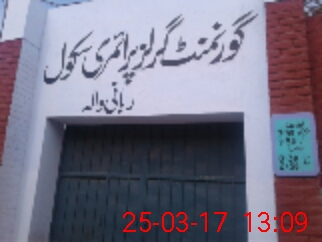 گورنمنٹ گرلز پرائمری سکول
ربانی والہ
25-03-17 13:09